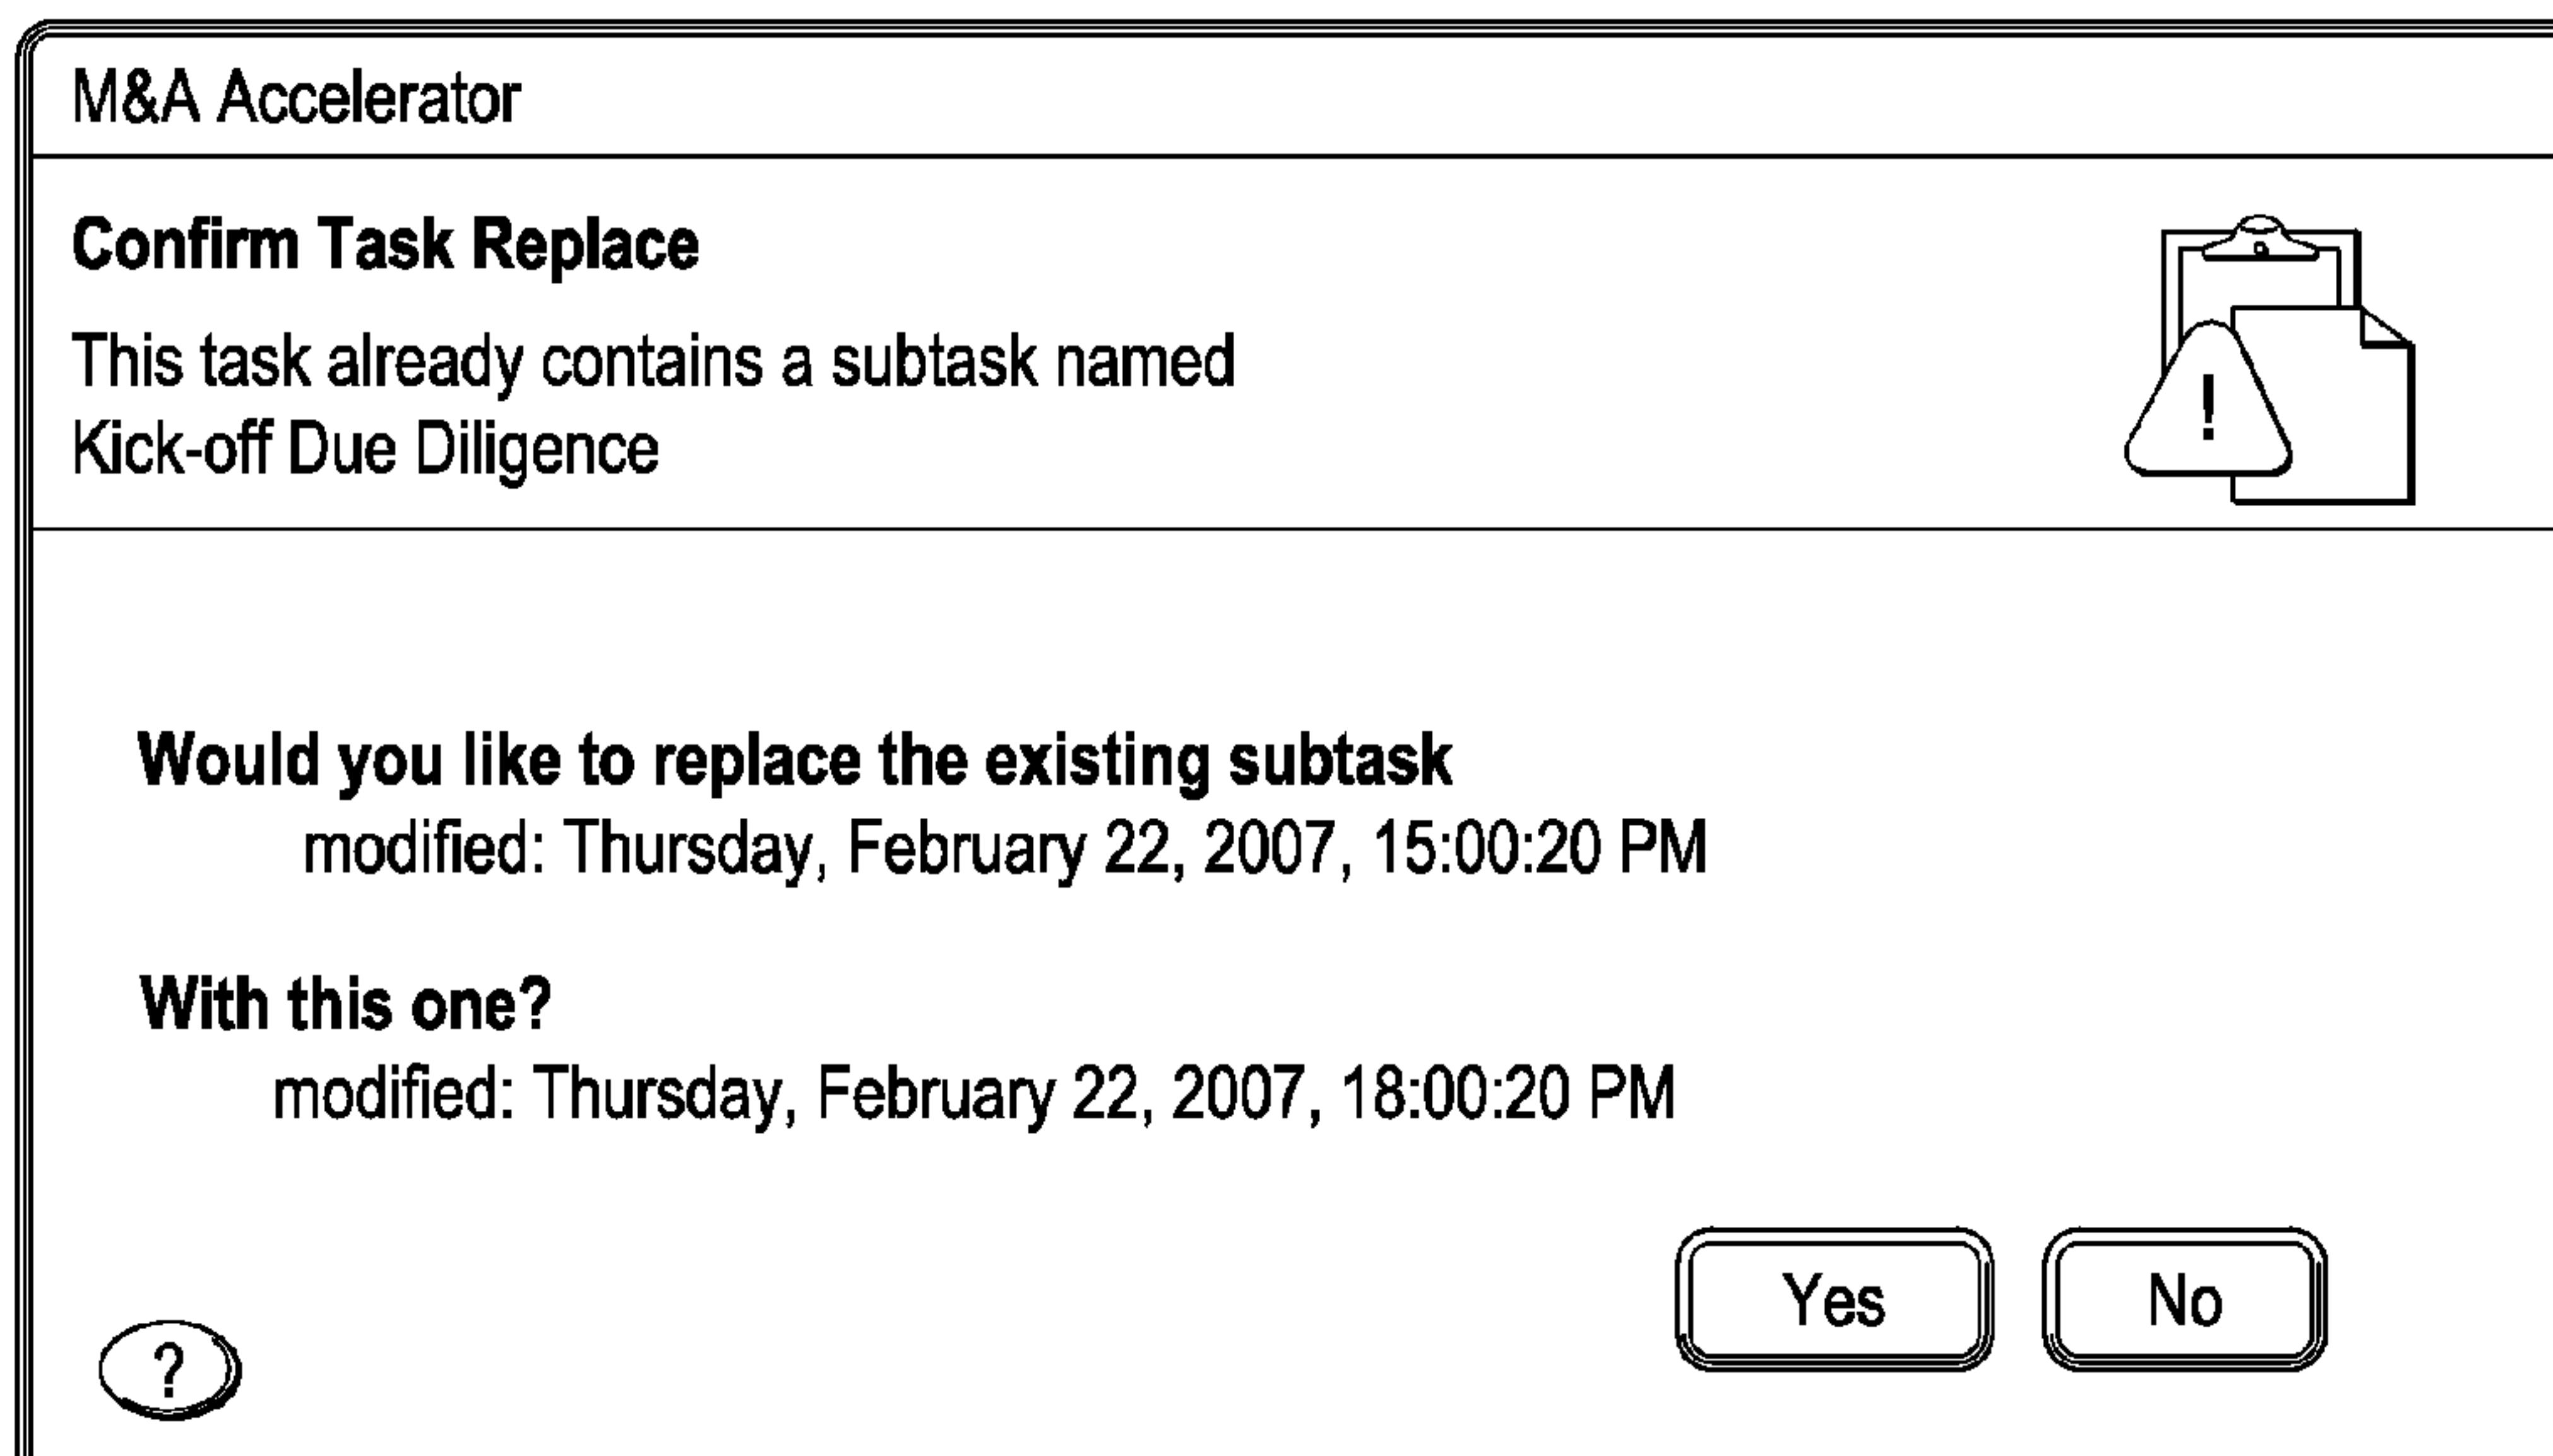 M&A Accelerator
Confirm Task Replace
This task already contains a subtask named
Kick-off Due Diligence
!
Would you like to replace the existing subtask
modified: Thursday, February 22, 2007, 15:00:20 PM
With this one?
modified: Thursday, February 22, 2007, 18:00:20 PM
Yes No
?